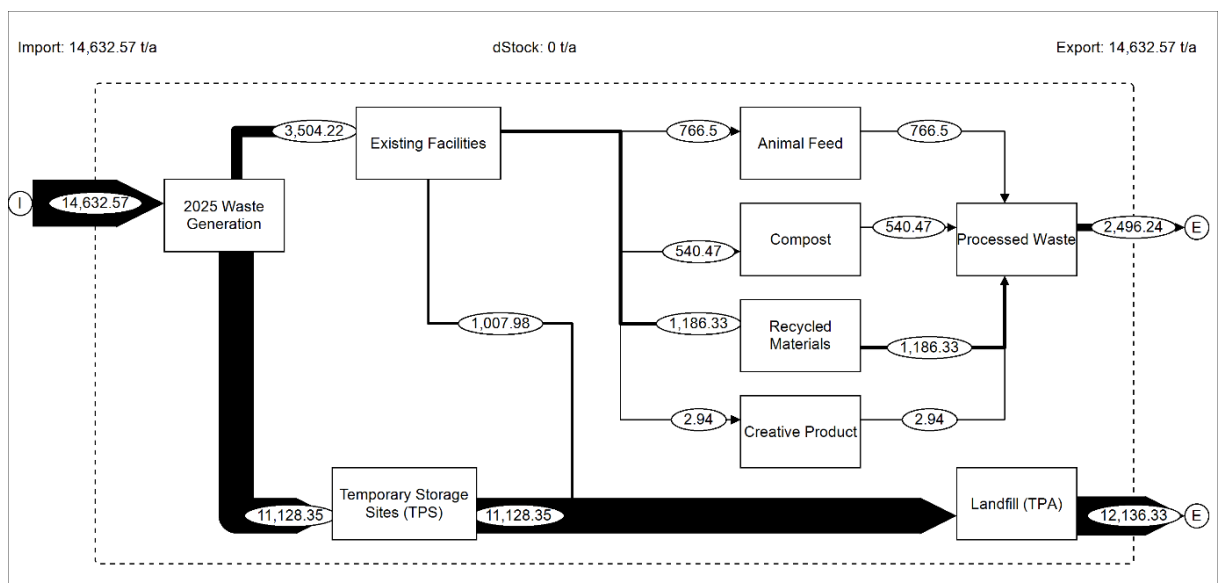 Import: 14,632.57 t/a
dStock: 0 t/a
Export: 14,632.57 t/a
3,504.22
Existing Facilities
766.5
Animal Feed
766.5
I
14,632.57
2025 Waste
Generation
540.47
Compost
540.47
Processed Waste
2,496.24
E
1,007.98
1,186.33
Recycled
Materials
1,186.33
2.94
Creative Product
2.94
11,128.35
Temporary Storage
Sites (TPS)
11,128.35
Landfill (TPA)
12,136.33
E